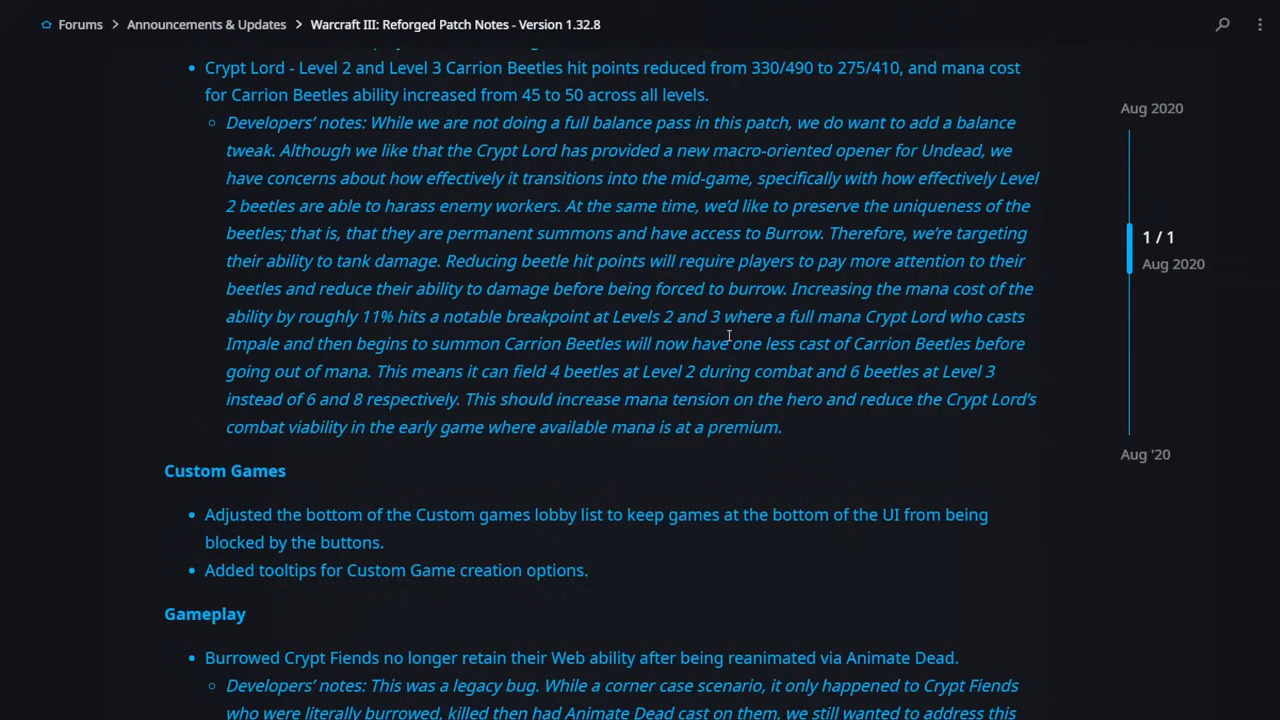 Forums > Announcements & Updates > Warcraft III: Reforged Patch Notes - Version 1.32.8
Crypt Lord - Level 2 and Level 3 Carrion Beetles hit points reduced from 330/490 to 275/410, and mana cost
for Carrion Beetles ability increased from 45 to 50 across all levels.
Developers’ notes: While we are not doing a full balance pass in this patch, we do want to add a balance
tweak. Although we like that the Crypt Lord has provided a new macro-oriented opener for Undead, we
have concerns about how effectively it transitions into the mid-game, specifically with how effectively Level
2 beetles are able to harass enemy workers. At the same time, we’d like to preserve the uniqueness of the
beetles; that is, that they are permanent summons and have access to Burrow. Therefore, we’re targeting
their ability to tank damage. Reducing beetle hit points will require players to pay more attention to their
beetles and reduce their ability to damage before being forced to burrow. Increasing the mana cost of the
ability by roughly 11% hits a notable breakpoint at Levels 2 and 3 where a full mana Crypt Lord who casts
Impale and then begins to summon Carrion Beetles will now have one less cast of Carrion Beetles before
going out of mana. This means it can field 4 beetles at Level 2 during combat and 6 beetles at Level 3
instead of 6 and 8 respectively. This should increase mana tension on the hero and reduce the Crypt Lord’s
combat viability in the early game where available mana is at a premium.
Custom Games
Adjusted the bottom of the Custom games lobby list to keep games at the bottom of the UI from being
blocked by the buttons.
Added tooltips for Custom Game creation options.
Gameplay
Burrowed Crypt Fiends no longer retain their Web ability after being reanimated via Animate Dead.
Developers’ notes: This was a legacy bug. While a corner case scenario, it only happened to Crypt Fiends
who were literally burrowed, killed then had Animate Dead cast on them, we still wanted to address this
Aug 2020
1 / 1
Aug 2020
Aug '20